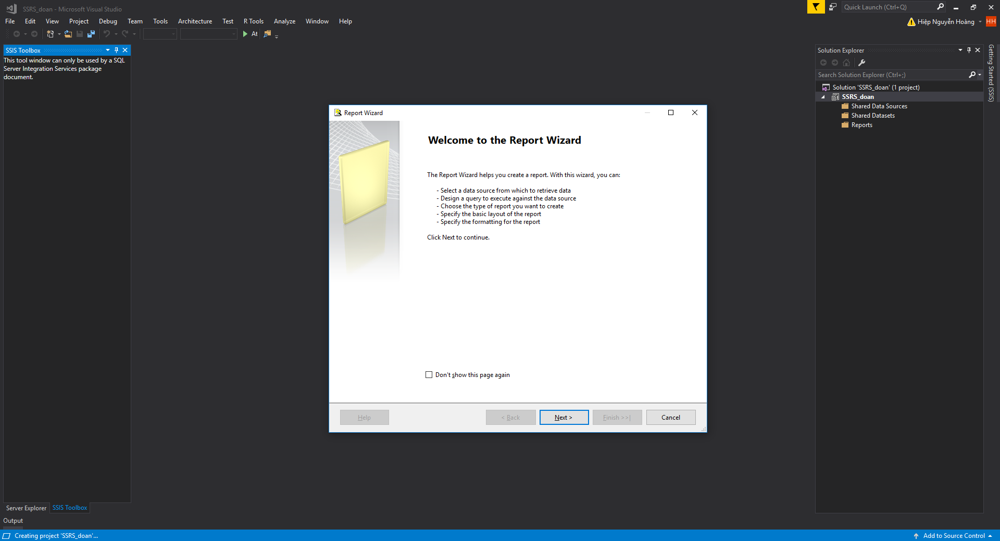 SSRS_doan - Microsoft Visual Studio
Quick Launch (Ctrl+Q)
File Edit View Project Debug Team Tools Architecture Test R Tools Analyze Window Help
Hiệp Nguyễn Hoàng
HH
At
SSIS Toolbox
This tool window can only be used by a SQL
Server Integration Services package
document.
Report Wizard
Welcome to the Report Wizard
The Report Wizard helps you create a report. With this wizard, you can:
- Select a data source from which to retrieve data
- Design a query to execute against the data source
- Choose the type of report you want to create
- Specify the basic layout of the report
- Specify the formatting for the report
Click Next to continue.
Don't show this page again
Help
< Back
Next >
Finish >>|
Cancel
Solution Explorer
Search Solution Explorer (Ctrl+;)
Solution 'SSRS_doan' (1 project)
SSRS_doan
Shared Data Sources
Shared Datasets
Reports
Getting Started (SSIS)
Server Explorer
SSIS Toolbox
Output
Creating project 'SSRS_doan'...
Add to Source Control